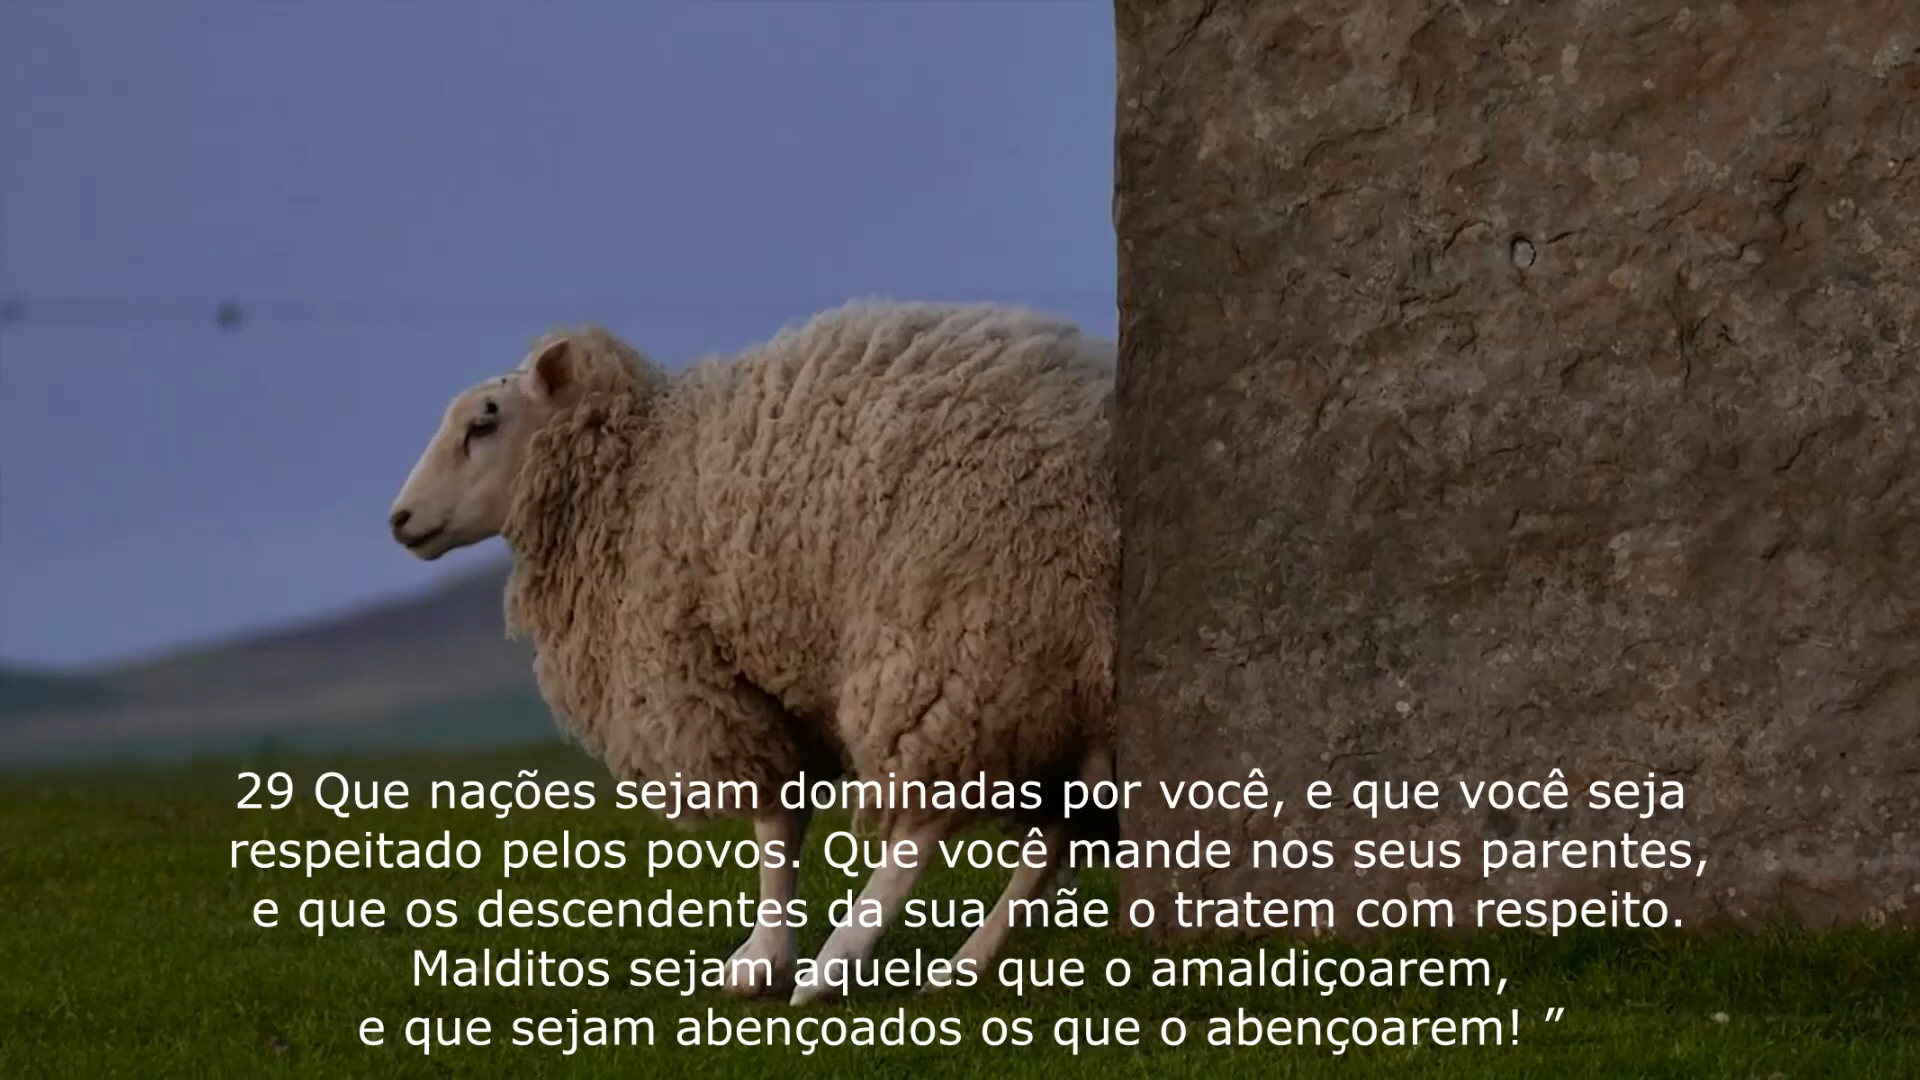 29 Que nações sejam dominadas por você, e que você seja
respeitado pelos povos. Que você mande nos seus parentes,
e que os descendentes da sua mãe o tratem com respeito.
Malditos sejam aqueles que o amaldiçoarem,
e que sejam abençoados os que o abençoarem! ”